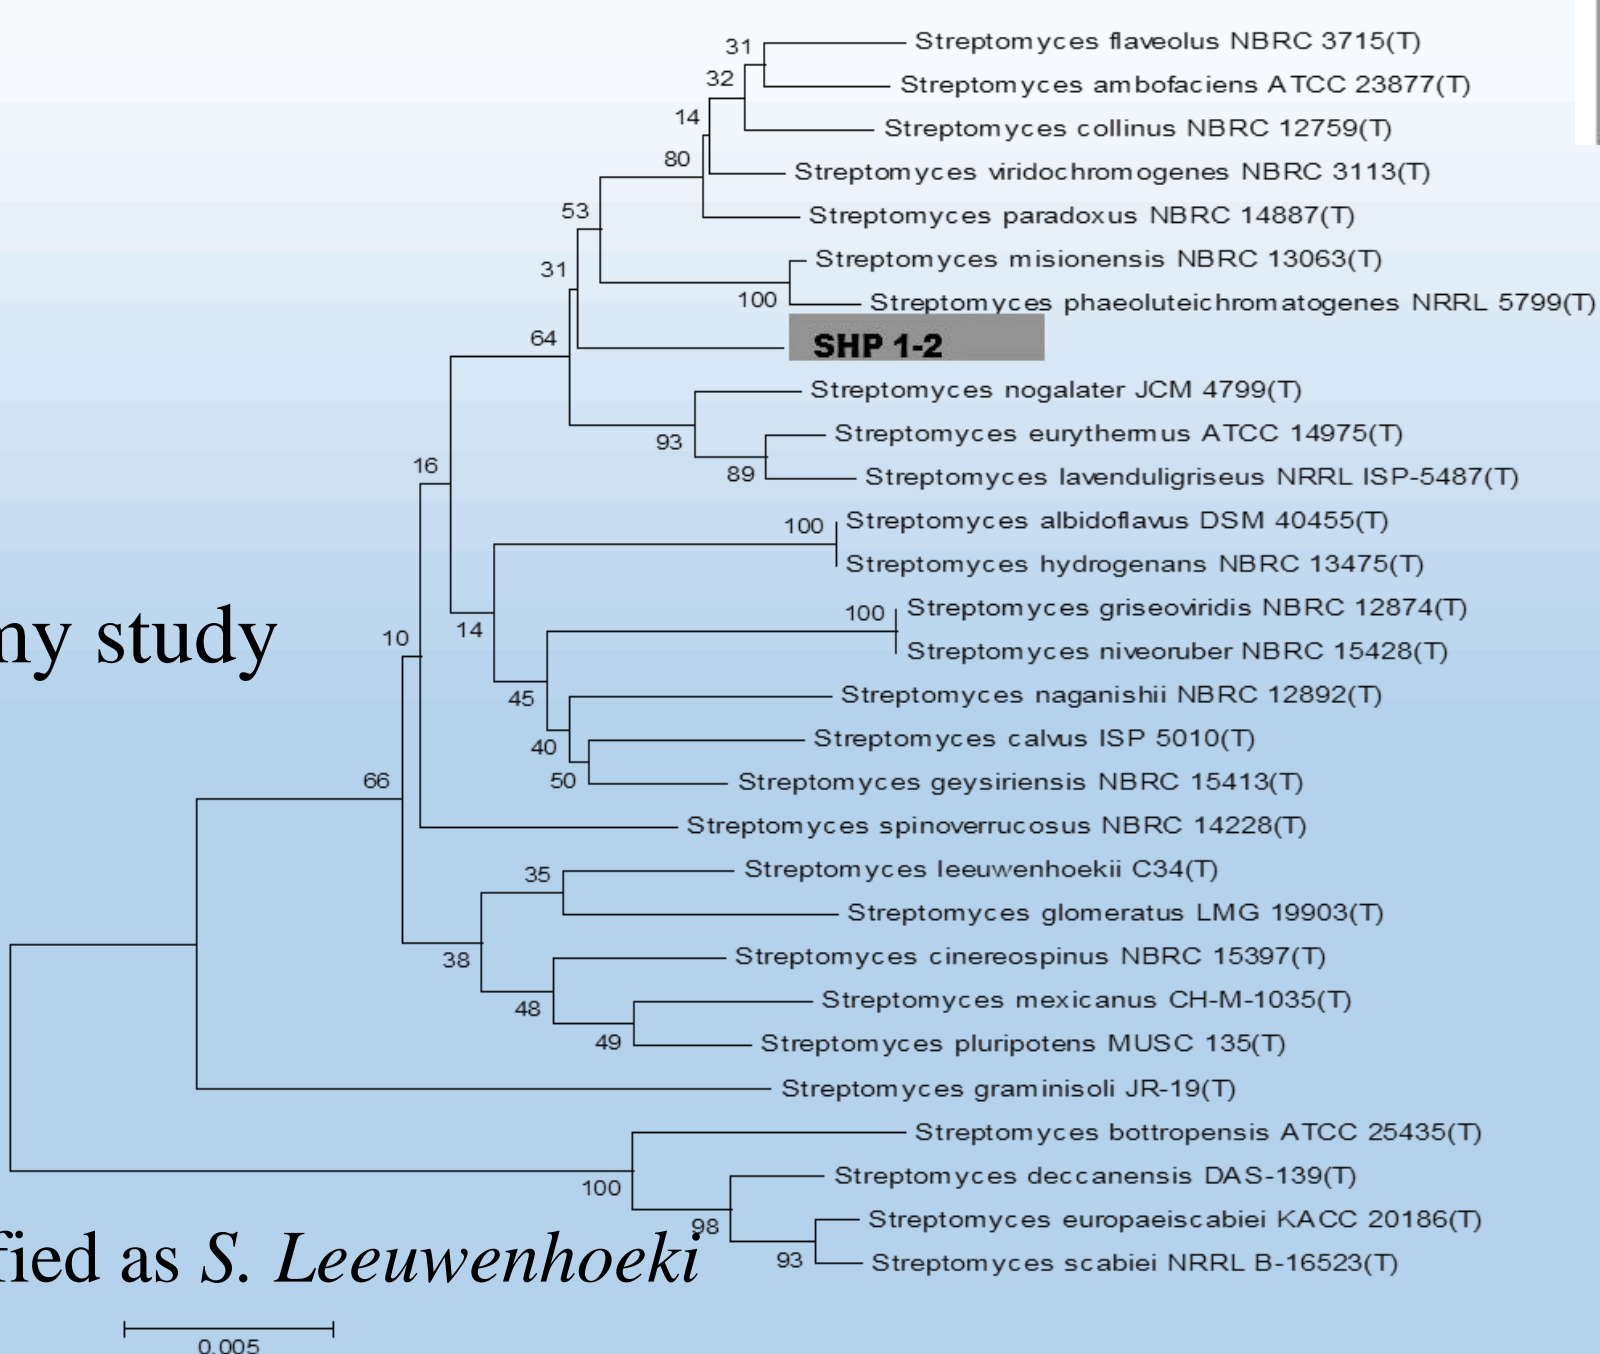 31
Streptomyces flaveolus NBRC 3715(T)
32
Streptomyces ambofaciens ATCC 23877(T)
14
Streptomyces collinus NBRC 12759(T)
80
Streptomyces viridochromogenes NBRC 3113(T)
53
Streptomyces paradoxus NBRC 14887(T)
31
Streptomyces misionensis NBRC 13063(T)
100
Streptomyces phaeoluteichromatogenes NRRL 5799(T)
64
SHP 1-2
Streptomyces nogalater JCM 4799(T)
93
Streptomyces eurythermus ATCC 14975(T)
16
89
Streptomyces lavenduligriseus NRRL ISP-5487(T)
100
Streptomyces albidoflavus DSM 40455(T)
Streptomyces hydrogenans NBRC 13475(T)
100
Streptomyces griseoviridis NBRC 12874(T)
my study
10
14
Streptomyces niveoruber NBRC 15428(T)
45
Streptomyces naganishii NBRC 12892(T)
40
Streptomyces calvus ISP 5010(T)
66
50
Streptomyces geysiriensis NBRC 15413(T)
Streptomyces spinoverrucosus NBRC 14228(T)
35
Streptomyces leeuwenhoekii C34(T)
Streptomyces glomeratus LMG 19903(T)
38
Streptomyces cinereospinus NBRC 15397(T)
48
Streptomyces mexicanus CH-M-1035(T)
49
Streptomyces pluripotens MUSC 135(T)
Streptomyces graminisoli JR-19(T)
Streptomyces bottropensis ATCC 25435(T)
100
Streptomyces deccanensis DAS-139(T)
98
Streptomyces europaeiscabiei KACC 20186(T)
fied as S. Leeuwenhoeki
93
Streptomyces scabiei NRRL B-16523(T)
0.005